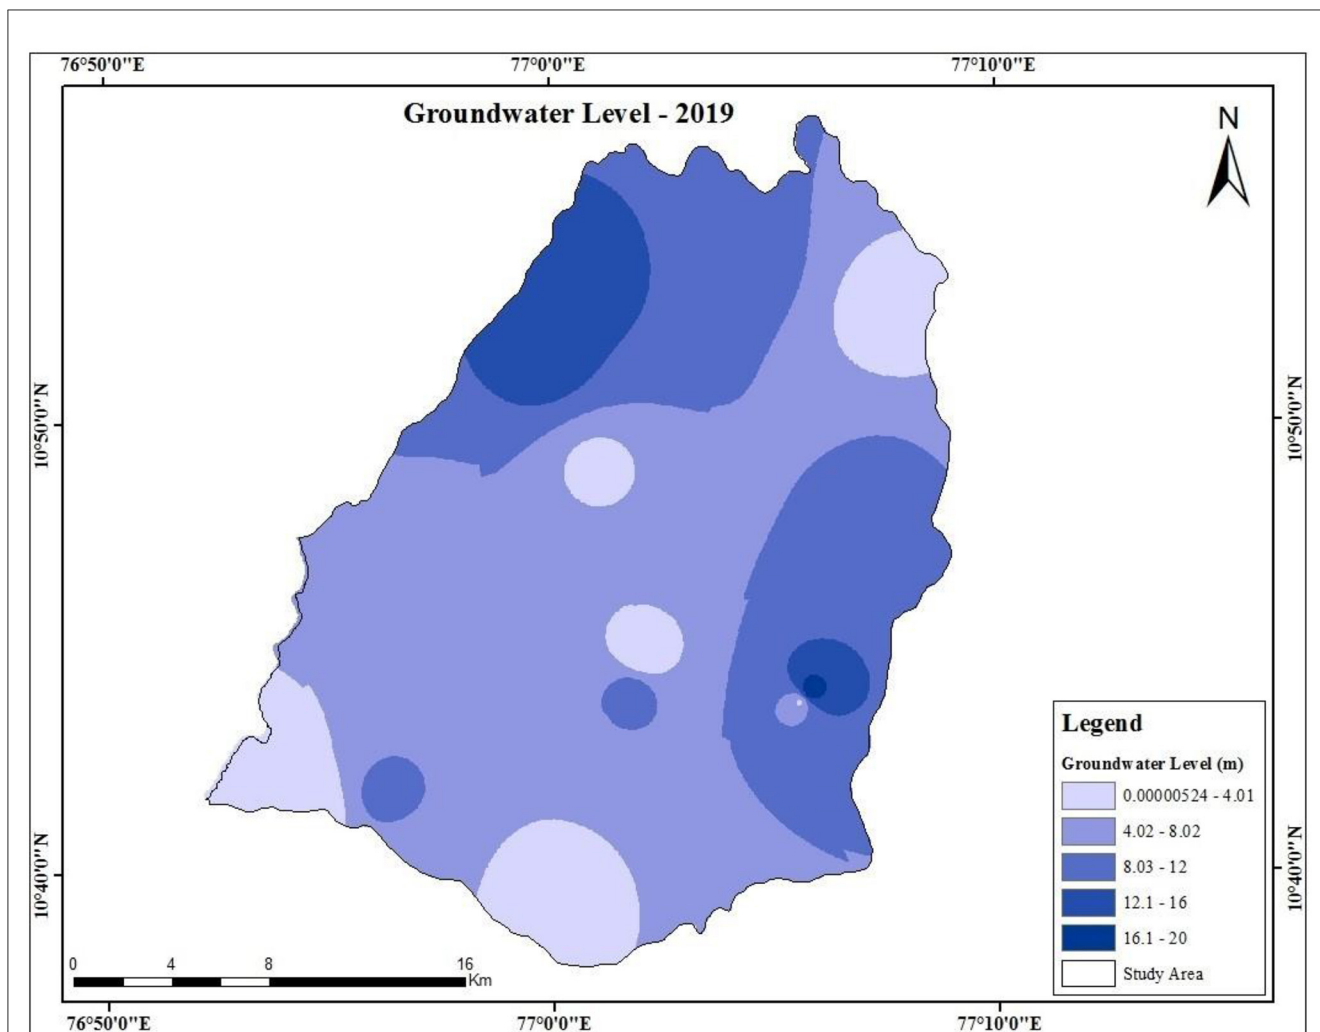 76°50'0"E 77°0'0"E 77°10'0"E
Groundwater Level - 2019
N
10°50'0"N 10°50'0"N
Legend
Groundwater Level (m)
0.00000524 - 4.01
4.02 - 8.02
8.03 - 12
12.1 - 16
16.1 - 20
Study Area
10°40'0"N 10°40'0"N
0 4 8 16
Km
76°50'0"E 77°0'0"E 77°10'0"E